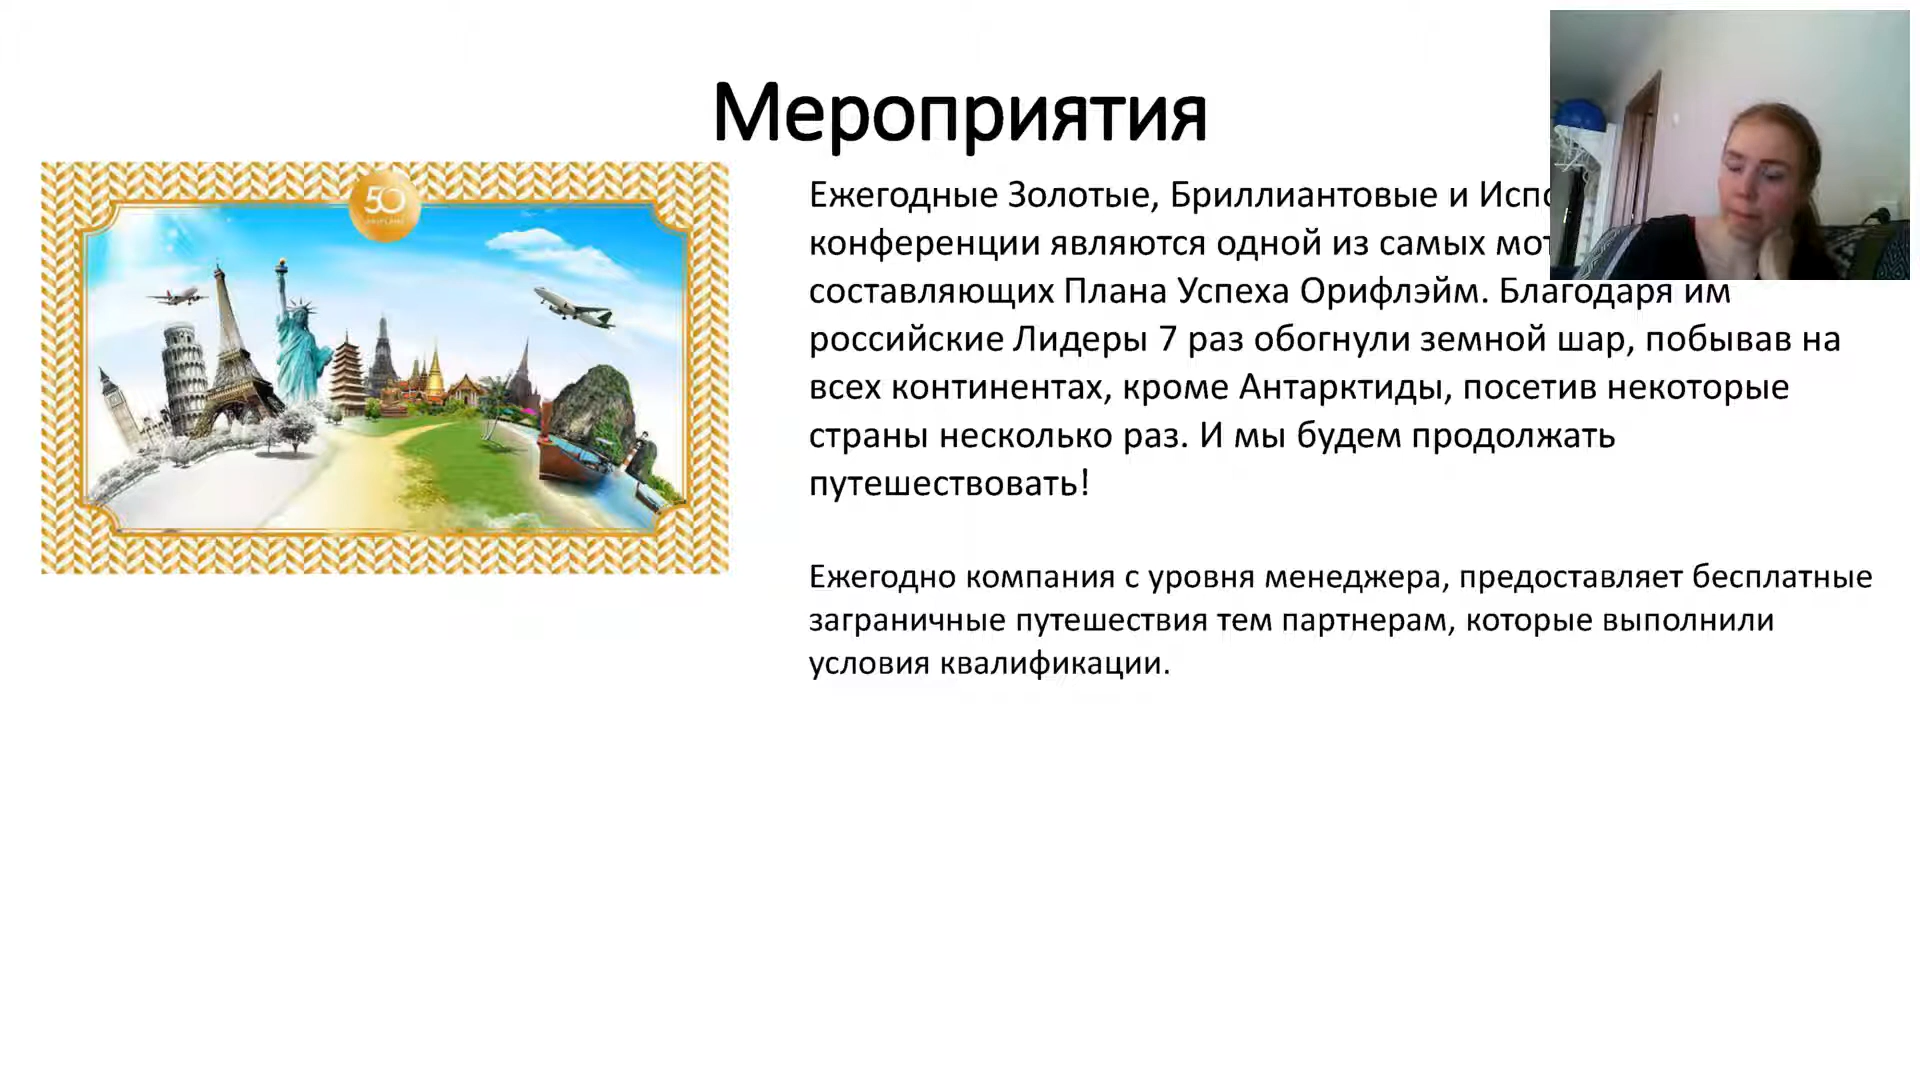 Мероприятия
50
Ежегодные Золотые, Бриллиантовые и
конференции являются одной из самых
составляющих Плана Успеха Орифлэйм. Благодаря им
российские Лидеры 7 раз обогнули земной шар, побывав на
всех континентах, кроме Антарктиды, посетив некоторые
страны несколько раз. И мы будем продолжать
путешествовать!
Ежегодно компания с уровня менеджера, предоставляет бесплатные
заграничные путешествия тем партнерам, которые выполнили
условия квалификации.